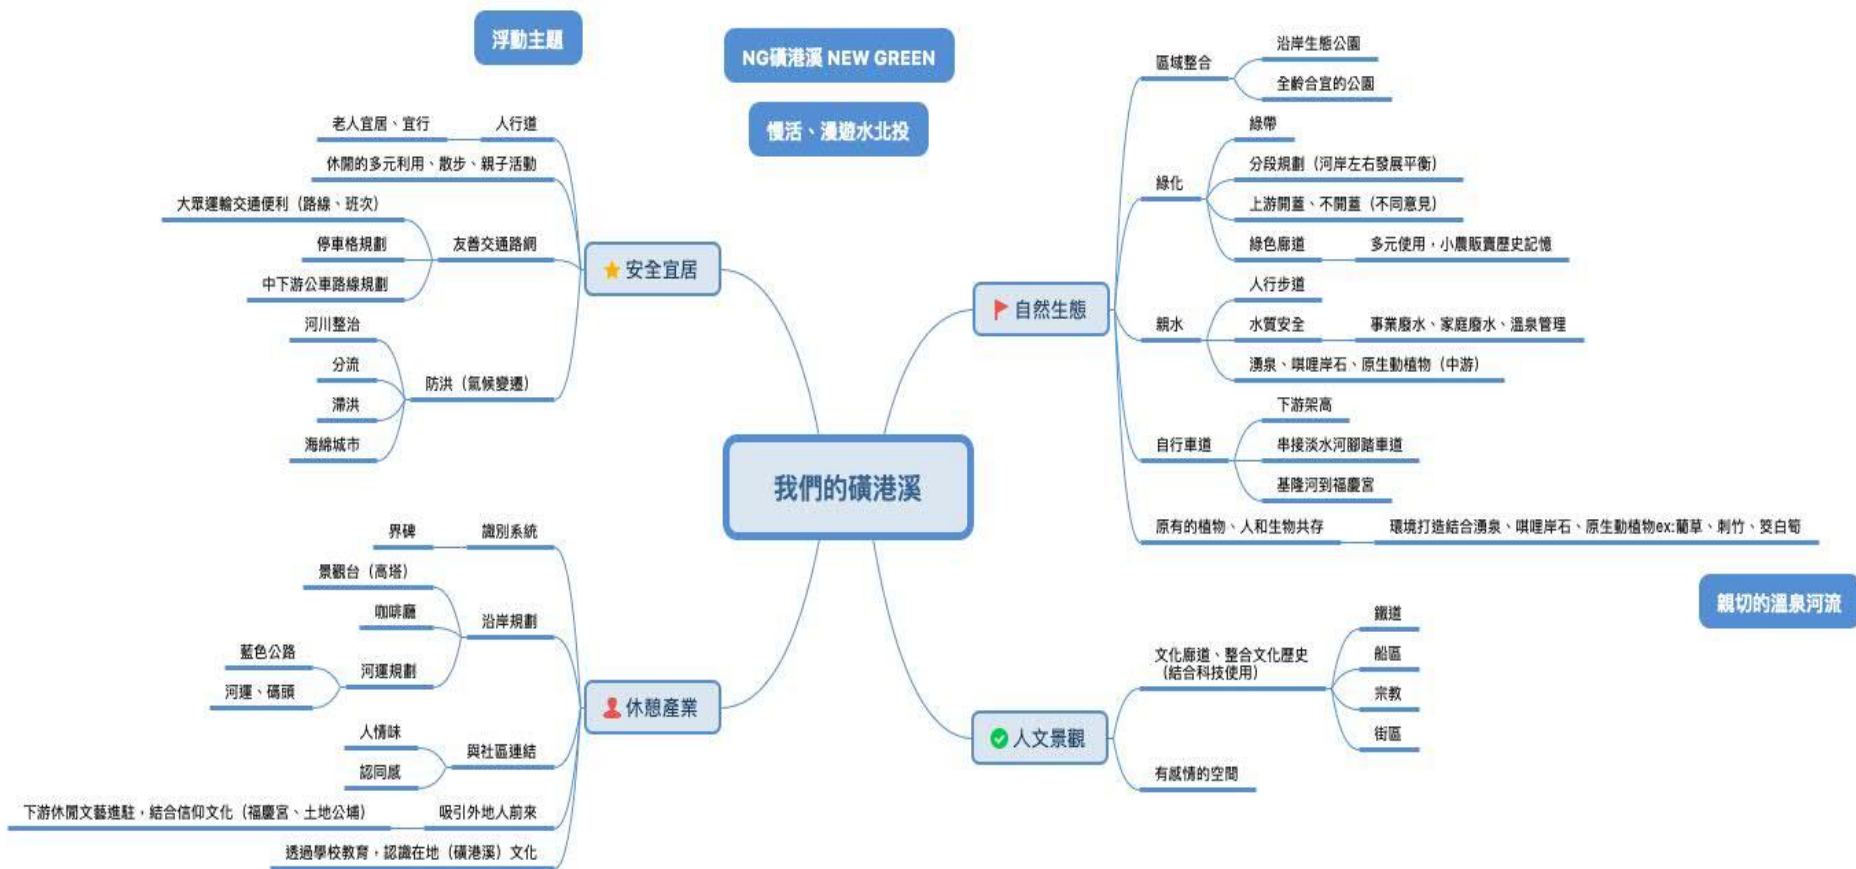 浮動主題
NG磺港溪 NEW GREEN
慢活、漫遊水北投
我們的磺港溪
安全宜居
人行道
老人宜居、宜行
休閒的多元利用、散步、親子活動
友善交通路網
大眾運輸交通便利（路線、班次）
停車格規劃
中下游公車路線規劃
防洪（氣候變遷）
河川整治
分流
滯洪
海綿城市
休憩產業
識別系統
界碑
沿岸規劃
景觀台（高塔）
咖啡廳
河運規劃
藍色公路
河運、碼頭
與社區連結
人情味
認同感
吸引外地人前來
下游休閒文藝進駐，結合信仰文化（福慶宮、土地公埔）
透過學校教育，認識在地（磺港溪）文化
自然生態
區域整合
沿岸生態公園
全齡合宜的公園
綠化
綠帶
分段規劃（河岸左右發展平衡）
上游開蓋、不開蓋（不同意見）
綠色廊道
多元使用，小農販賣歷史記憶
親水
人行步道
水質安全
事業廢水、家庭廢水、溫泉管理
湧泉、唭哩岸石、原生動植物（中游）
自行車道
下游架高
串接淡水河腳踏車道
基隆河到福慶宮
原有的植物、人和生物共存
環境打造結合湧泉、唭哩岸石、原生動植物ex:藺草、刺竹、筊白筍
人文景觀
文化廊道、整合文化歷史
（結合科技使用）
鐵道
船區
宗教
街區
有感情的空間
親切的溫泉河流